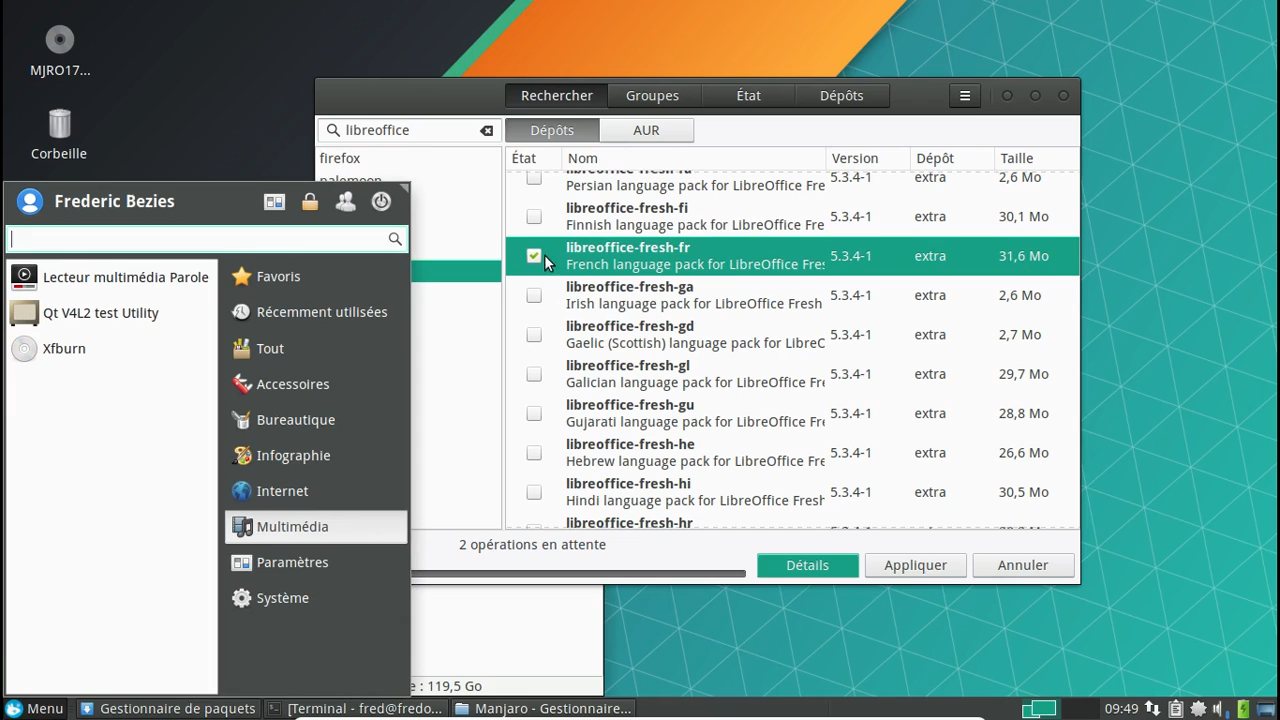 MJRO17...
Corbeille
Rechercher
Groupes
État
Dépôts
libreoffice
Dépôts
AUR
firefox
palemoon
État
Nom
Version
Dépôt
Taille
Persian language pack for LibreOffice Fre
5.3.4-1
extra
2,6 Mo
libreoffice-fresh-fi
Finnish language pack for LibreOffice Fre
5.3.4-1
extra
30,1 Mo
libreoffice-fresh-fr
French language pack for LibreOffice Fres
5.3.4-1
extra
31,6 Mo
libreoffice-fresh-ga
Irish language pack for LibreOffice Fresh
5.3.4-1
extra
2,6 Mo
libreoffice-fresh-gd
Gaelic (Scottish) language pack for LibreO
5.3.4-1
extra
2,7 Mo
libreoffice-fresh-gl
Galician language pack for LibreOffice Fre
5.3.4-1
extra
29,7 Mo
libreoffice-fresh-gu
Gujarati language pack for LibreOffice Fre
5.3.4-1
extra
28,8 Mo
libreoffice-fresh-he
Hebrew language pack for LibreOffice Fre
5.3.4-1
extra
26,6 Mo
libreoffice-fresh-hi
Hindi language pack for LibreOffice Fresh
5.3.4-1
extra
30,5 Mo
libreoffice-fresh-hr
2 opérations en attente
Détails
Appliquer
Annuler
Frederic Bezies
Lecteur multimédia Parole
Qt V4L2 test Utility
Xfburn
Favoris
Récemment utilisées
Tout
Accessoires
Bureautique
Infographie
Internet
Multimédia
Paramètres
Système
e : 119,5 Go
Menu
Gestionnaire de paquets
[Terminal - fred@fredo...
Manjaro - Gestionnaire...
09:49